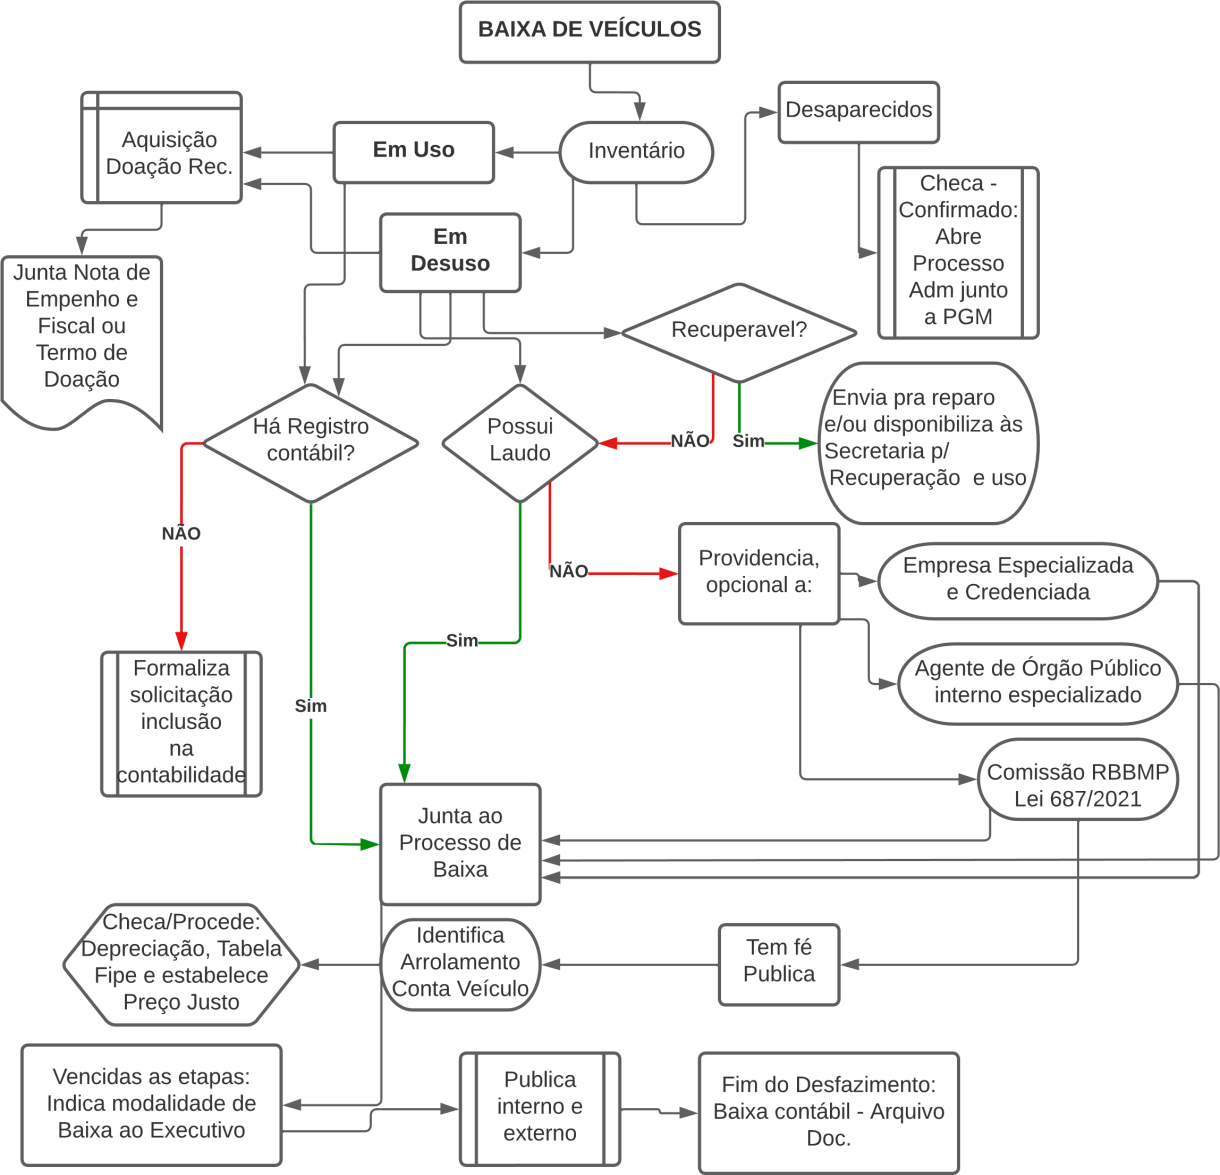 BAIXA DE VEÍCULOS
Desaparecidos
Aquisição
Doação Rec.
Em Uso
Inventário
Checa -
Confirmado:
Abre
Processo
Adm junto
a PGM
Em
Desuso
Junta Nota de
Empenho e
Fiscal ou
Termo de
Doação
Recuperavel?
Há Registro
contábil?
Possui
Laudo
NÃO
Sim
Envia pra reparo
e/ou disponibiliza às
Secretaria p/
Recuperação e uso
NÃO
NÃO
Providencia,
opcional a:
Empresa Especializada
e Credenciada
Sim
Agente de Órgão Público
interno especializado
Formaliza
solicitação
inclusão
na
contabilidade
Sim
Comissão RBBMP
Lei 687/2021
Junta ao
Processo de
Baixa
Checa/Procede:
Depreciação, Tabela
Fipe e estabelece
Preço Justo
Identifica
Arrolamento
Conta Veículo
Tem fé
Publica
Vencidas as etapas:
Indica modalidade de
Baixa ao Executivo
Publica
interno e
externo
Fim do Desfazimento:
Baixa contábil - Arquivo
Doc.